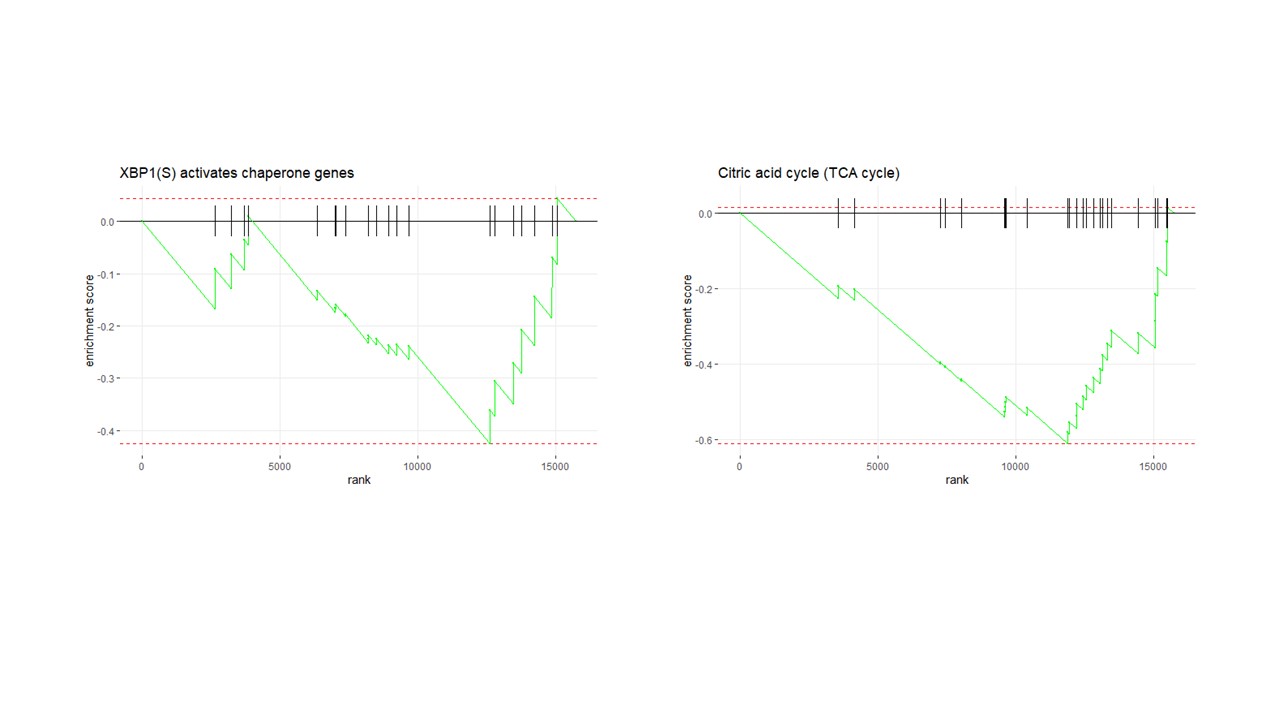 XBP1(S) activates chaperone genes
0.0
-0.1
-0.2
-0.3
-0.4
enrichment score
0 5000 10000 15000
rank
Citric acid cycle (TCA cycle)
0.0
-0.2
-0.4
-0.6
enrichment score
0 5000 10000 15000
rank